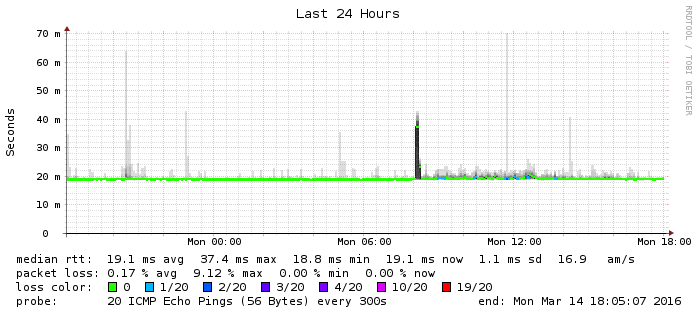 Last 24 Hours
RRDTOOL / TOBI OETIKER
Seconds
70 m
60 m
50 m
40 m
30 m
20 m
10 m
0
Mon 00:00 Mon 06:00 Mon 12:00 Mon 18:00
median rtt: 19.1 ms avg 37.4 ms max 18.8 ms min 19.1 ms now 1.1 ms sd 16.9 am/s
packet loss: 0.17 % avg 9.12 % max 0.00 % min 0.00 % now
loss color: 0 1/20 2/20 3/20 4/20 10/20 19/20
probe: 20 ICMP Echo Pings (56 Bytes) every 300s end: Mon Mar 14 18:05:07 2016